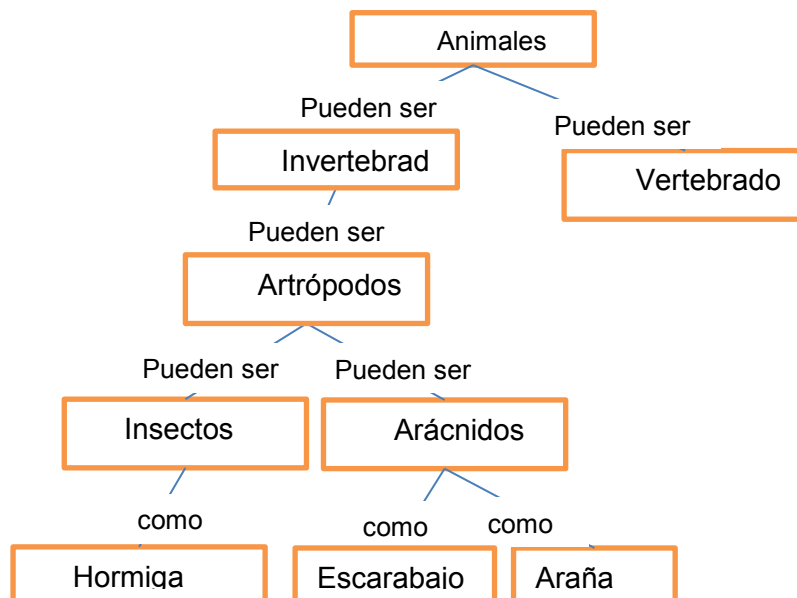 Animales
Pueden ser
Pueden ser
Invertebrad
Vertebrado
Pueden ser
Artrópodos
Pueden ser Pueden ser
Insectos Arácnidos
como
como como
Hormiga Escarabajo Araña